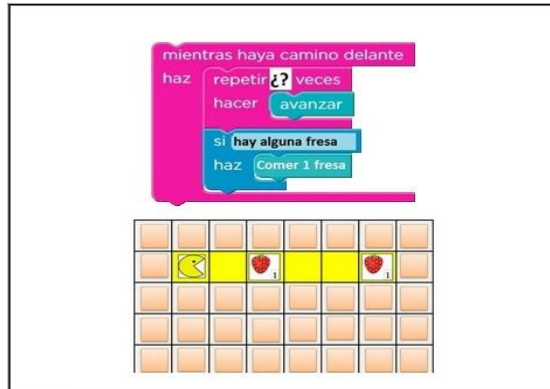 mientras haya camino delante
haz repetir ¿? veces
hacer avanzar
si hay alguna fresa
haz Comer 1 fresa
1 1